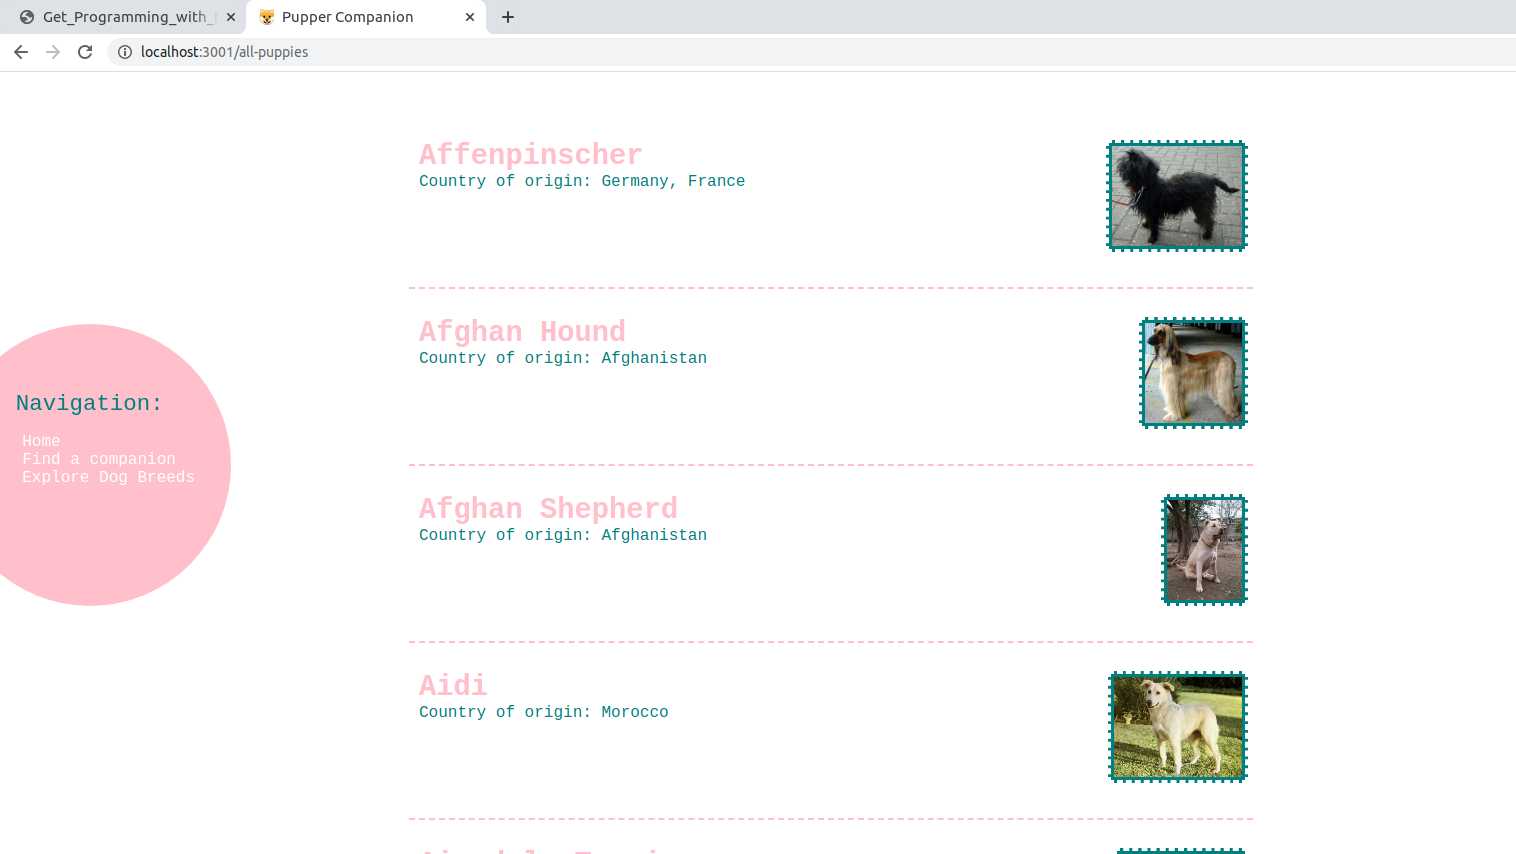 Get_Programming_with_
Pupper Companion
localhost:3001/all-puppies
Affenpinscher
Country of origin: Germany, France
Afghan Hound
Country of origin: Afghanistan
Navigation:
Home
Find a companion
Explore Dog Breeds
Afghan Shepherd
Country of origin: Afghanistan
Aidi
Country of origin: Morocco